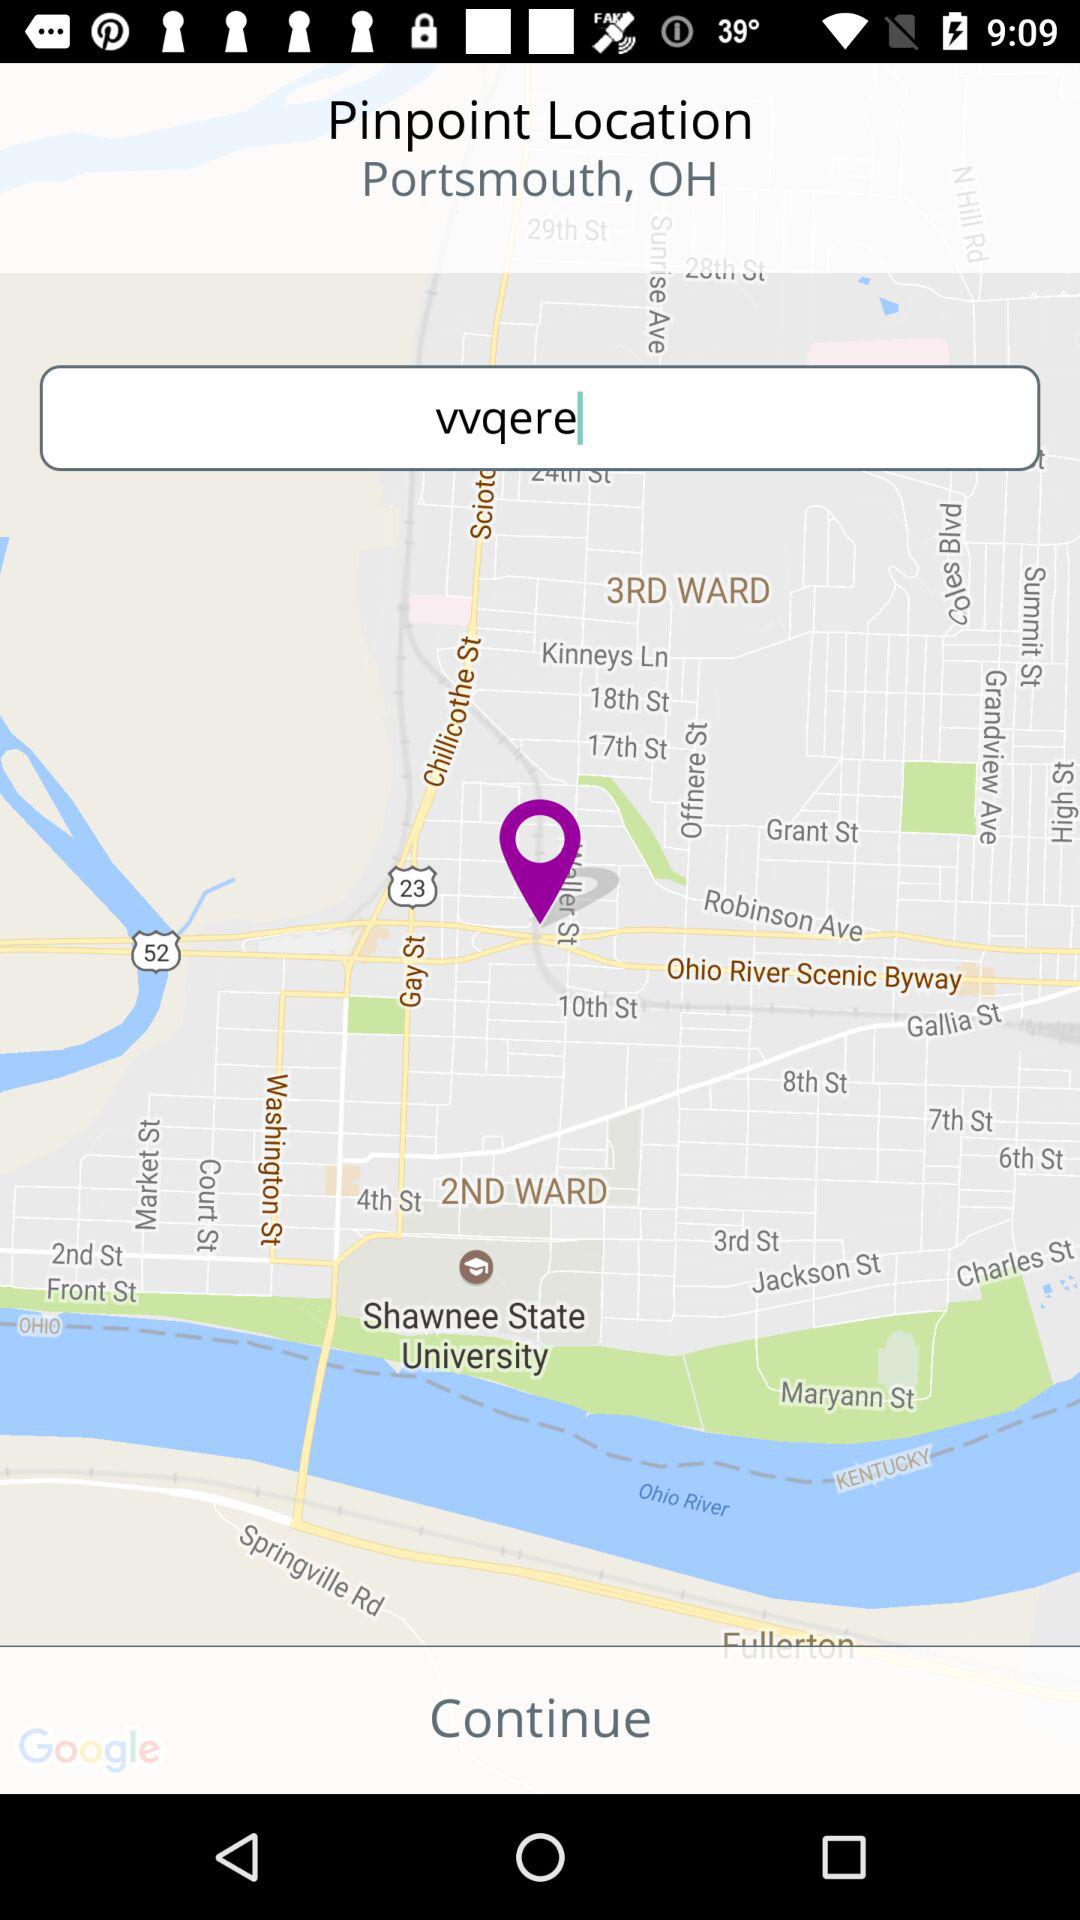 FAKE
39°
9:09
Pinpoint Location
Portsmouth, OH
N Hill Rd
29th St
Sunrise Ave
28th St
vvqere
24th St
3RD WARD
Coles Blvd
Summit St
Kinneys Ln
Chillicothe St
18th St
17th St
Offnere St
Grandview Ave
High St
Grant St
23
Waller St
Robinson Ave
52
Gay St
Ohio River Scenic Byway
10th St
Gallia St
8th St
Washington St
7th St
Market St
Court St
6th St
4th St
2ND WARD
2nd St
3rd St
Front St
Jackson St
Charles St
Shawnee State
University
OHIO
Maryann St
KENTUCKY
Ohio River
Springville Rd
Fullerton
Continue
Google